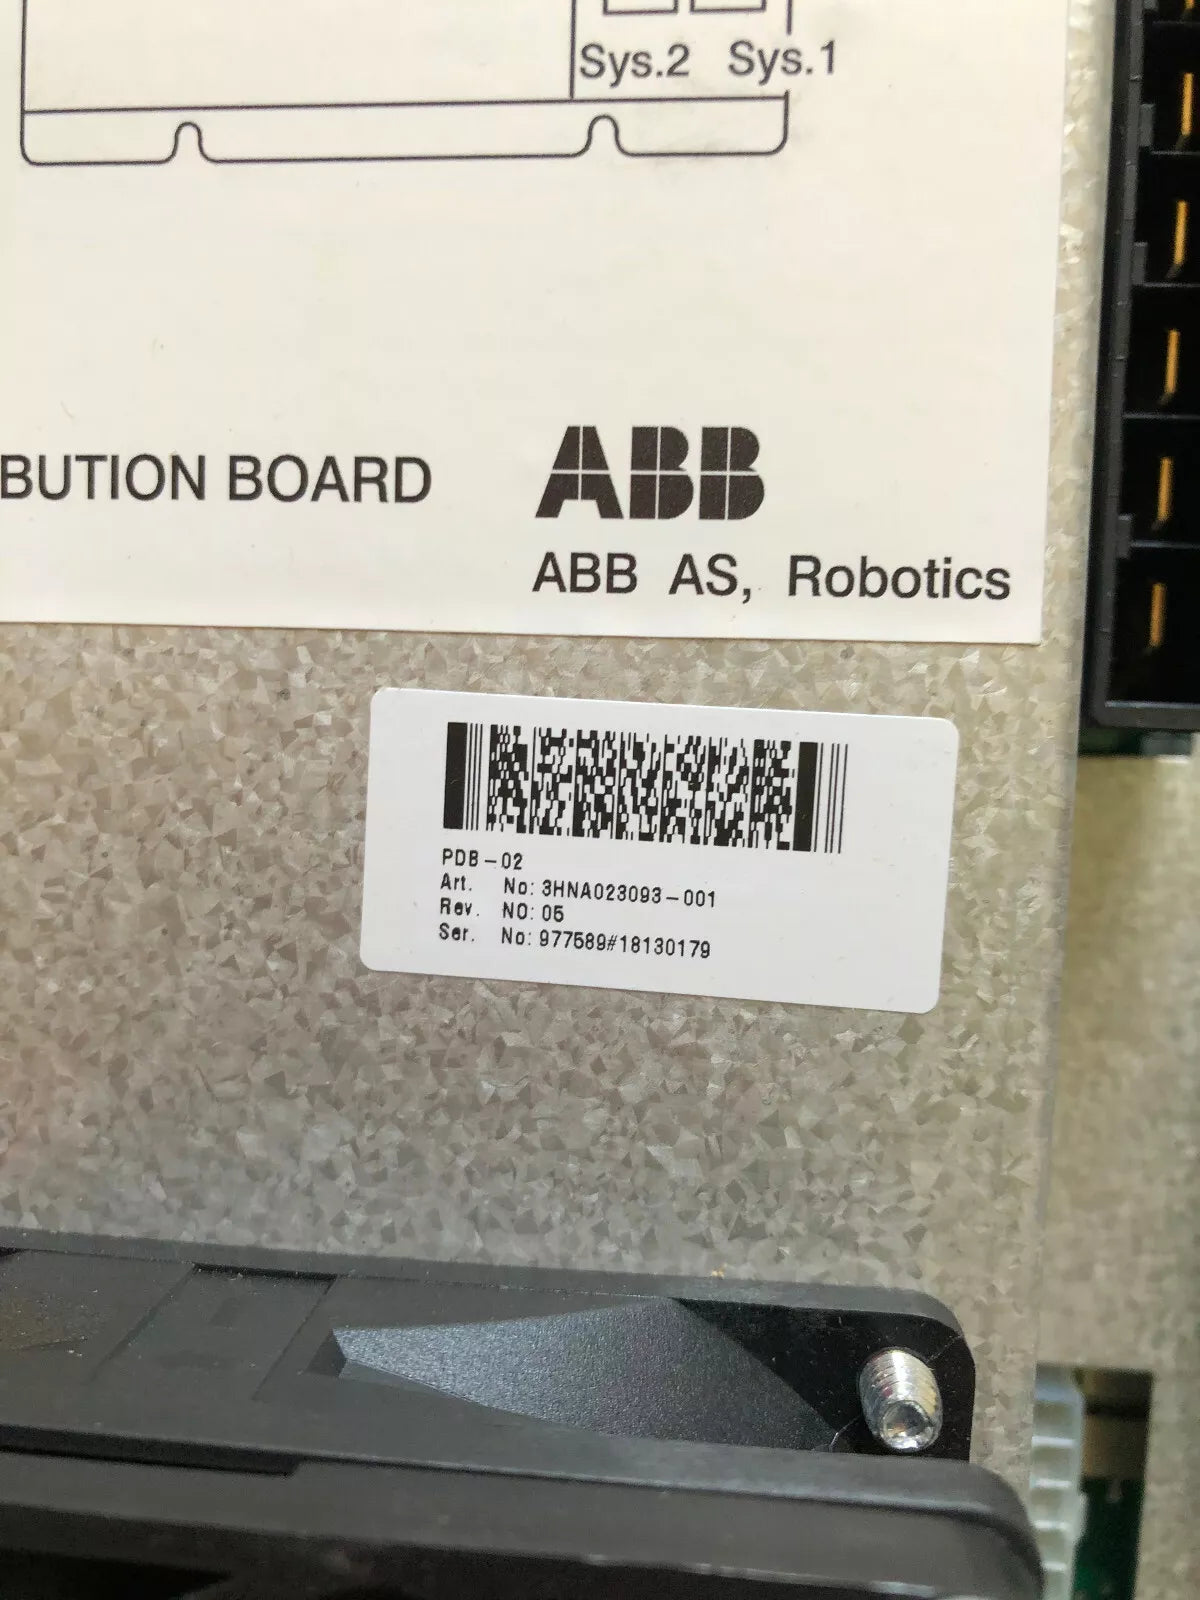 Sys.2 Sys.1
BUTION BOARD
ABB
ABB AS, Robotics
PDB-02
Art. No: 3HNA023093-001
Rev. NO: 05
Ser. No: 977589#18130179